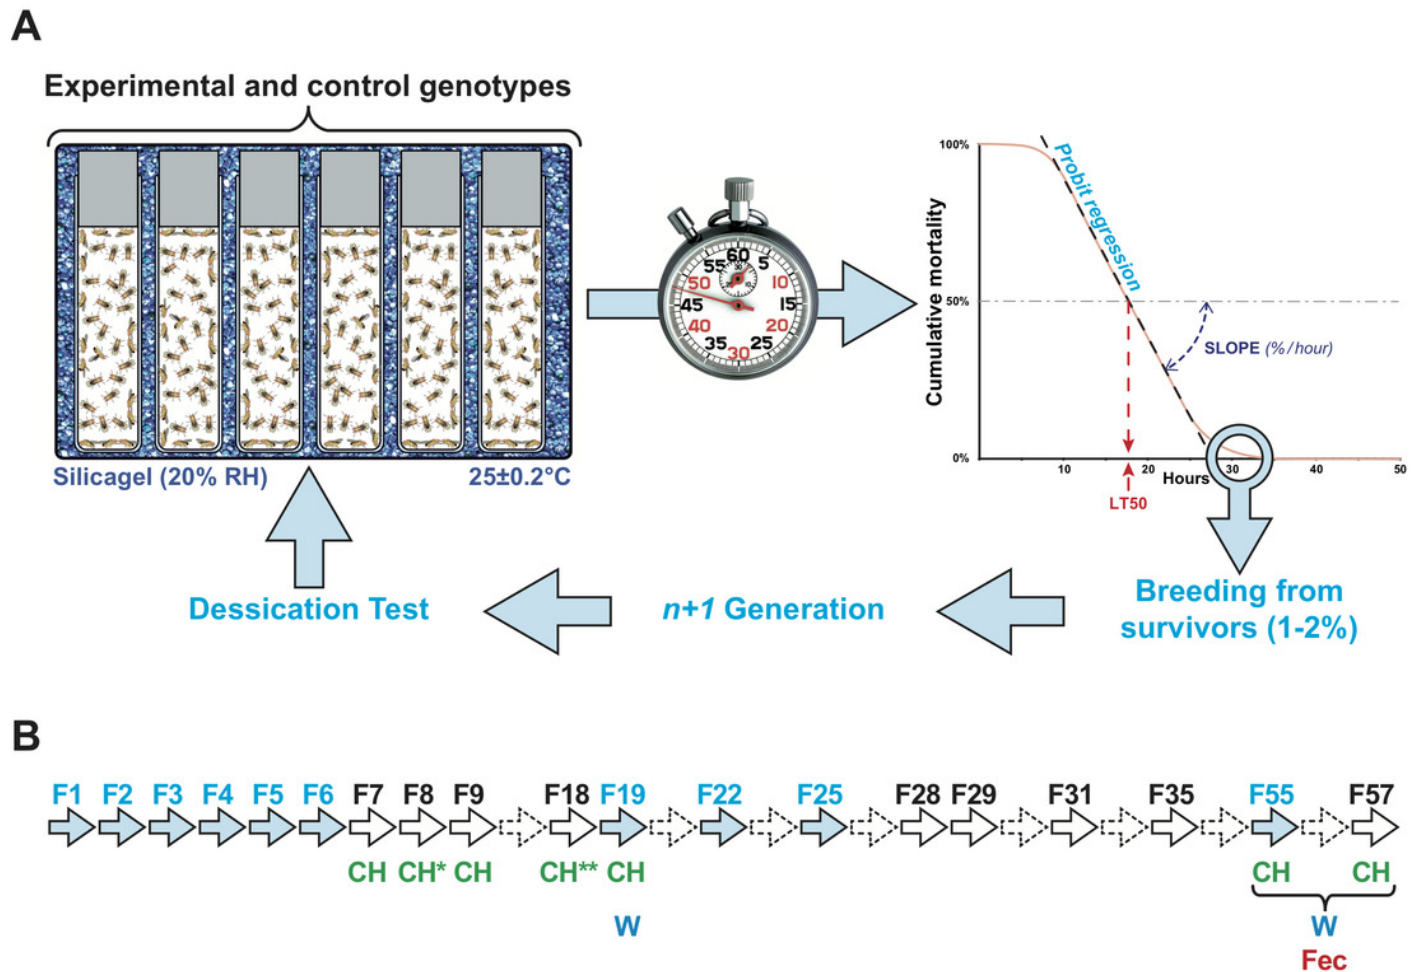 A
Experimental and control genotypes
Silicagel (20% RH)
25±0.2°C
60
5
10
15
20
25
30
35
40
45
50
55
Cumulative mortality
100%
50%
0%
Probit regression
SLOPE (%/hour)
10
20
30
40
50
Hours
LT50
Dessication Test
n+1 Generation
Breeding from
survivors (1-2%)
B
F1 F2 F3 F4 F5 F6 F7 F8 F9 F18 F19 F22 F25 F28 F29 F31 F35 F55 F57
CH CH* CH CH** CH CH CH
W W
Fec